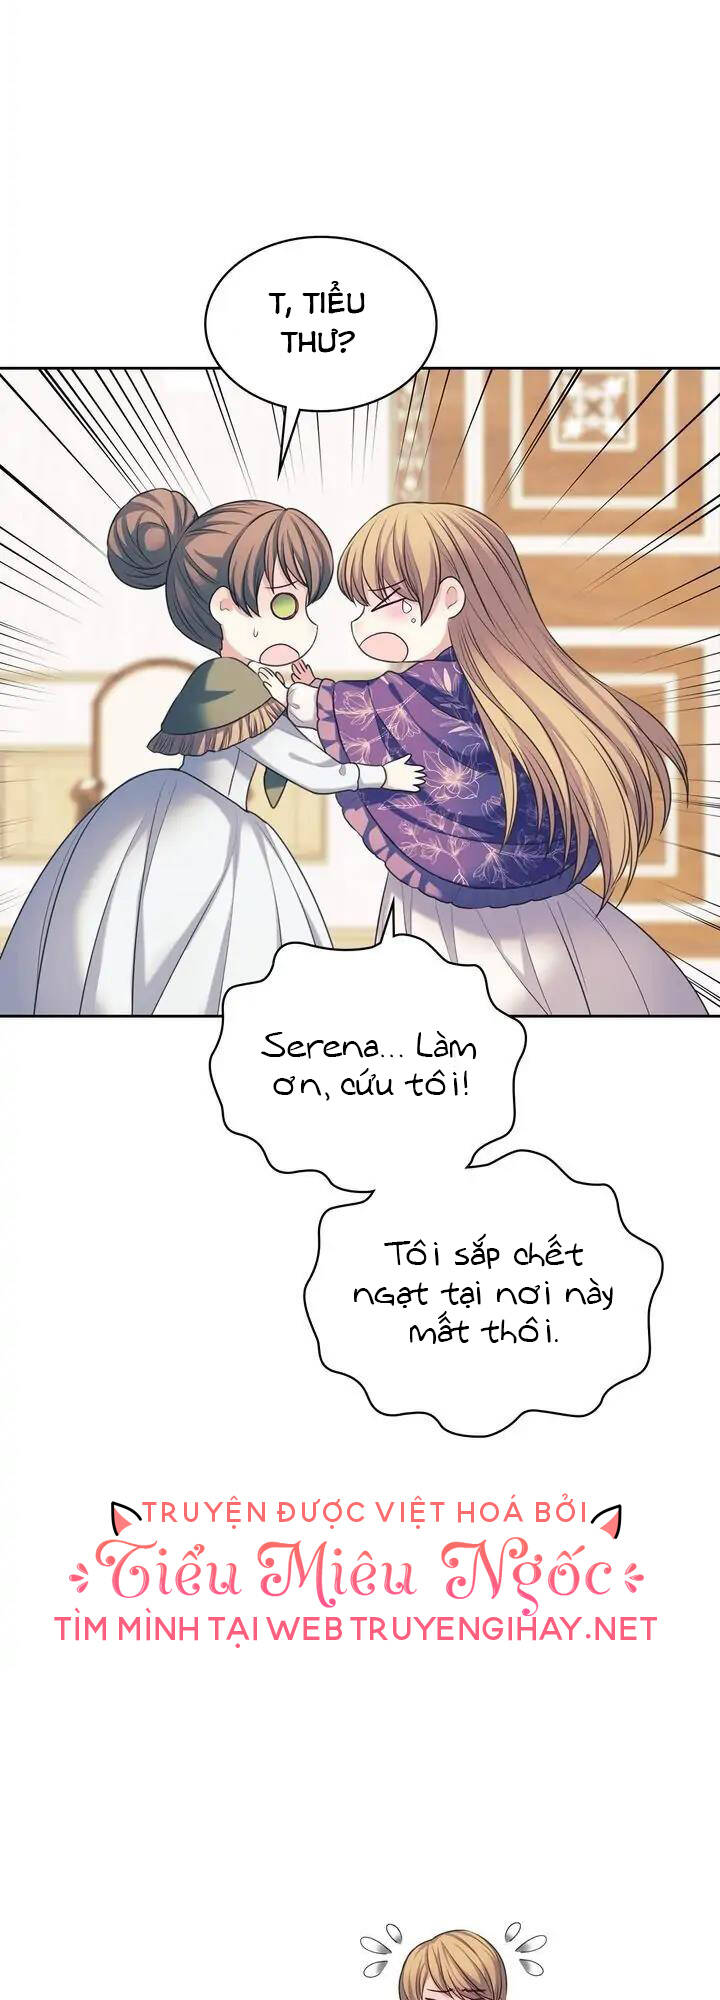 T, TIỂU
THƯ?
Serena... Làm
ơn, cứu tôi!
Tôi sắp chết
ngạt tại nơi này
mất thôi.
TRUYỆN ĐƯỢC VIỆT HOÁ BỞI
Tiểu Miêu Ngốc
TÌM MÌNH TẠI WEB TRUYENGIHAY.NET